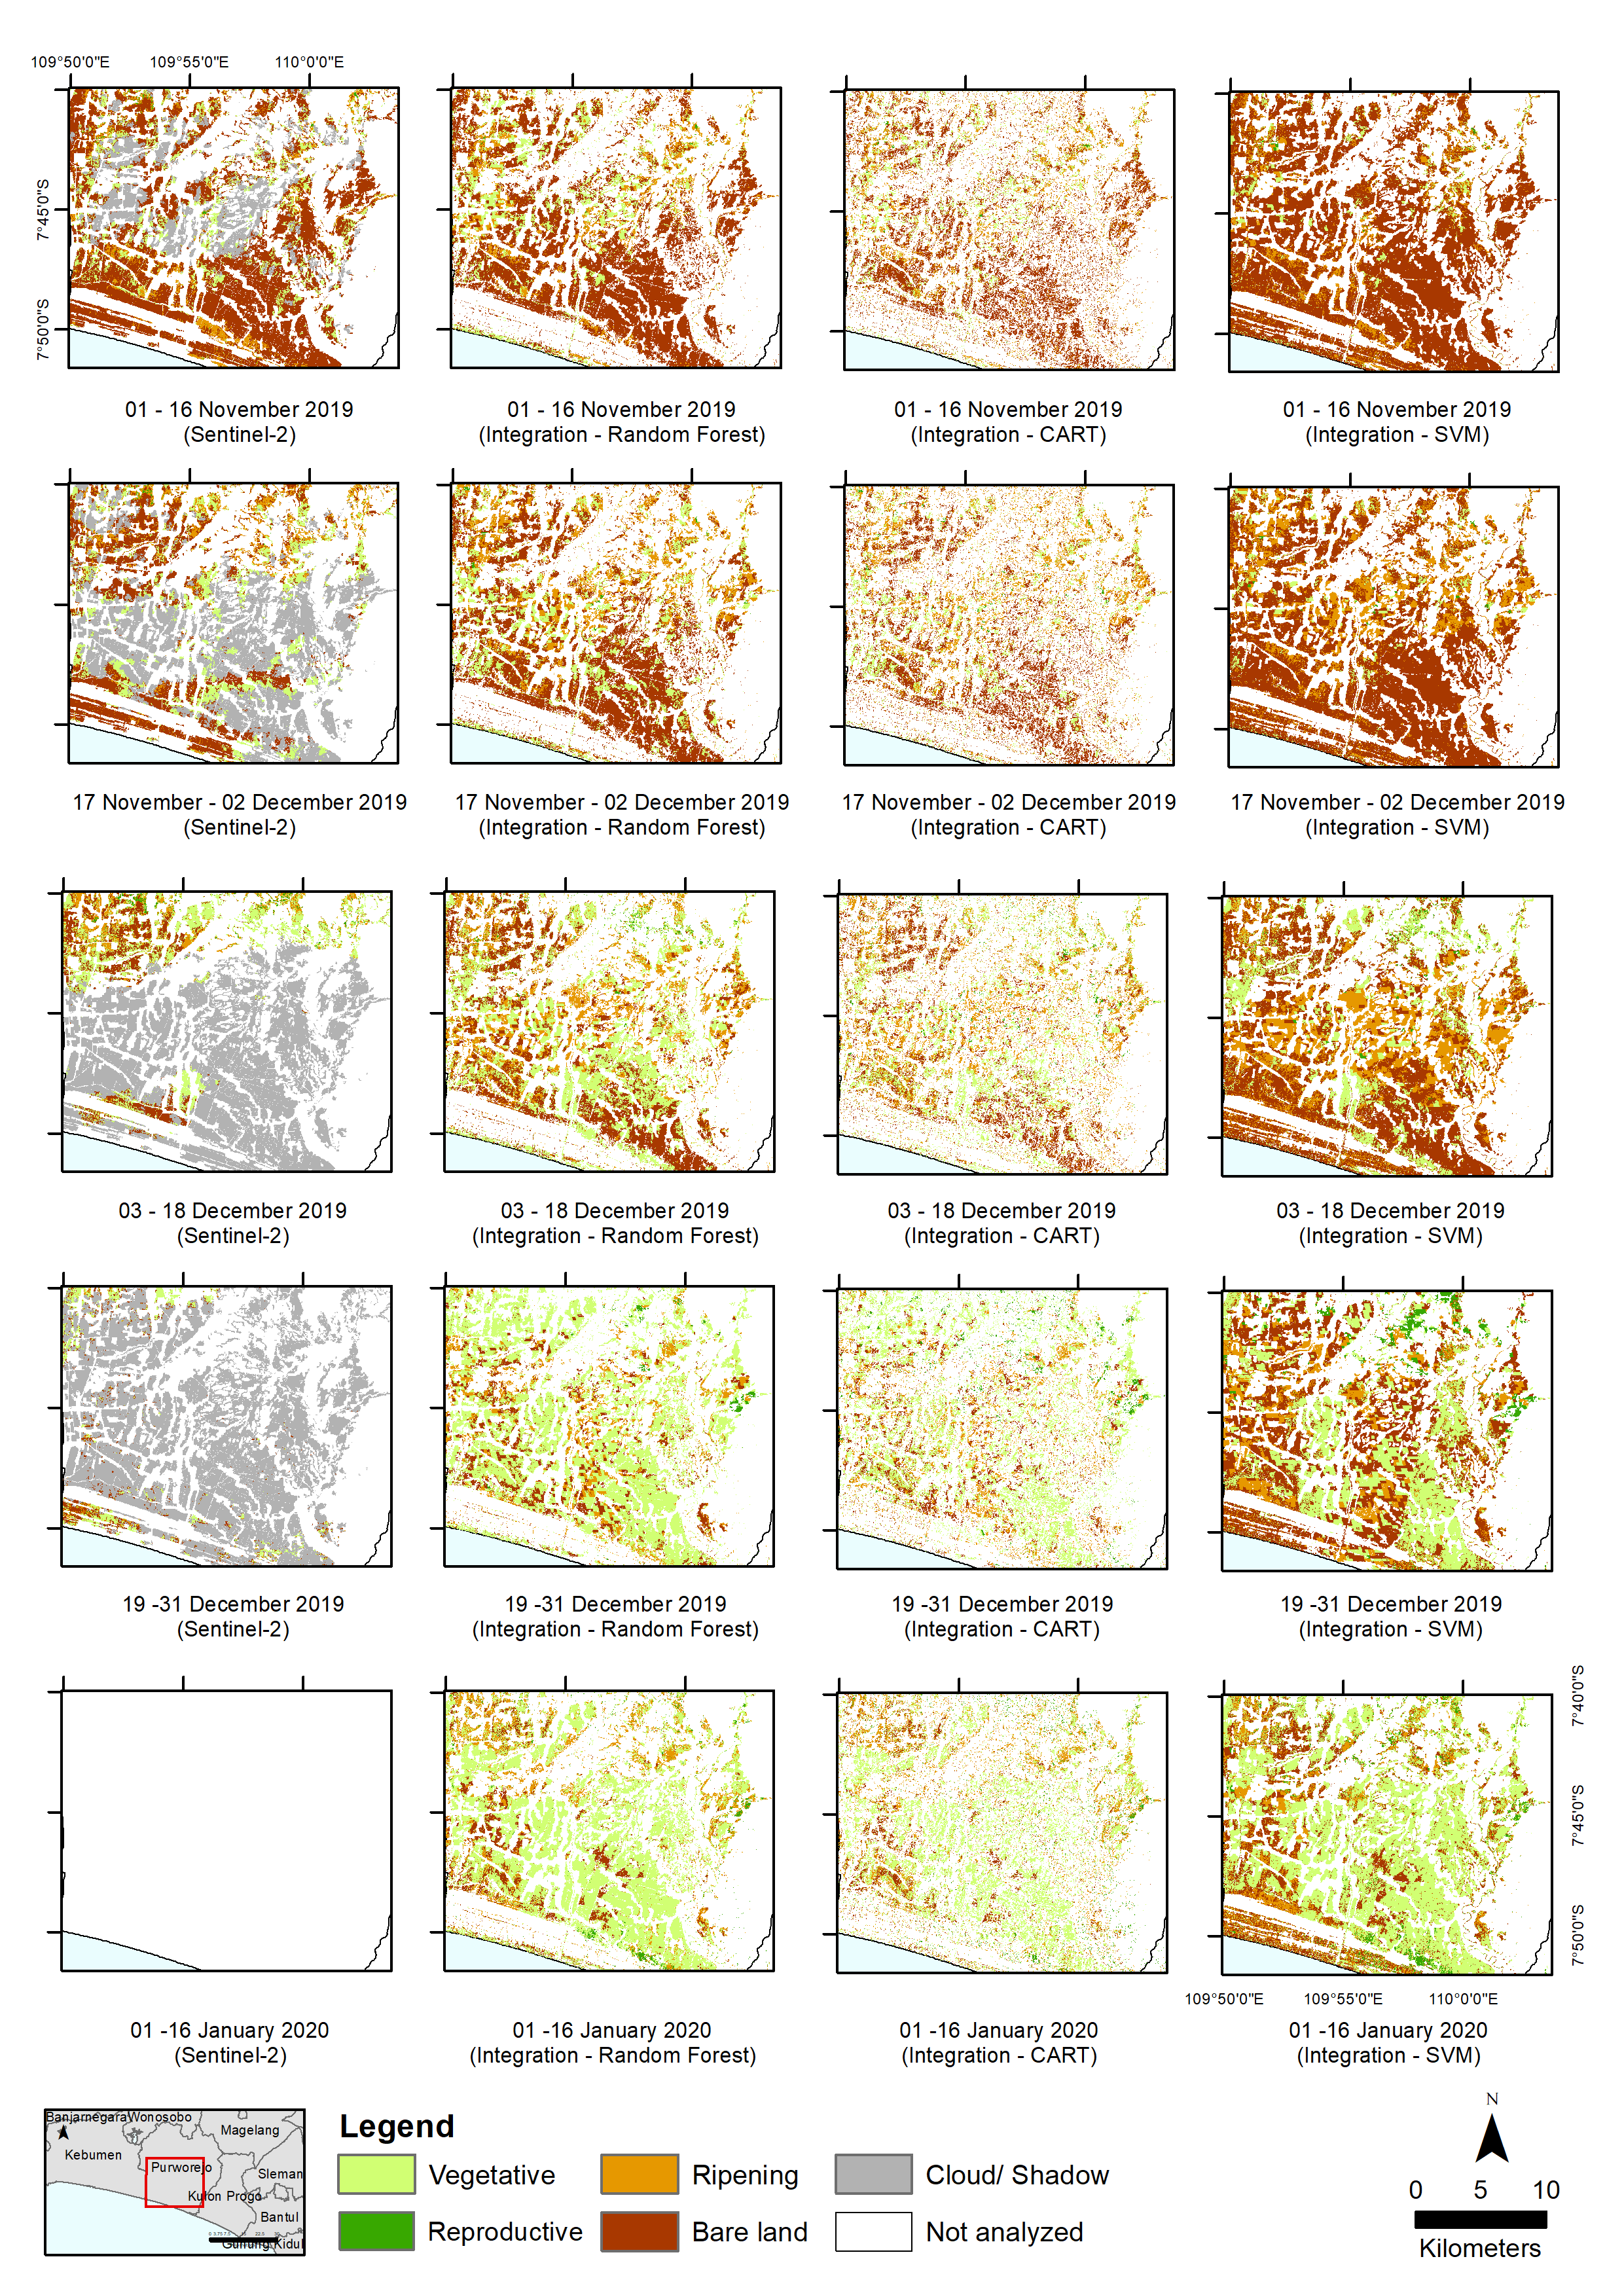 109°50'0"E 109°55'0"E 110°0'0"E
7°45'0"S
7°50'0"S
01 - 16 November 2019
(Sentinel-2)
01 - 16 November 2019
(Integration - Random Forest)
01 - 16 November 2019
(Integration - CART)
01 - 16 November 2019
(Integration - SVM)
17 November - 02 December 2019
(Sentinel-2)
17 November - 02 December 2019
(Integration - Random Forest)
17 November - 02 December 2019
(Integration - CART)
17 November - 02 December 2019
(Integration - SVM)
03 - 18 December 2019
(Sentinel-2)
03 - 18 December 2019
(Integration - Random Forest)
03 - 18 December 2019
(Integration - CART)
03 - 18 December 2019
(Integration - SVM)
19 -31 December 2019
(Sentinel-2)
19 -31 December 2019
(Integration - Random Forest)
19 -31 December 2019
(Integration - CART)
19 -31 December 2019
(Integration - SVM)
7°40'0"S
7°45'0"S
7°50'0"S
109°50'0"E 109°55'0"E 110°0'0"E
01 -16 January 2020
(Sentinel-2)
01 -16 January 2020
(Integration - Random Forest)
01 -16 January 2020
(Integration - CART)
01 -16 January 2020
(Integration - SVM)
Banjarnegara Wonosobo
Magelang
Kebumen
Purworejo
Sleman
Kulon Progo
Bantul
Gunung Kidul
Legend
Vegetative
Ripening
Cloud/ Shadow
Reproductive
Bare land
Not analyzed
N
0 5 10
Kilometers